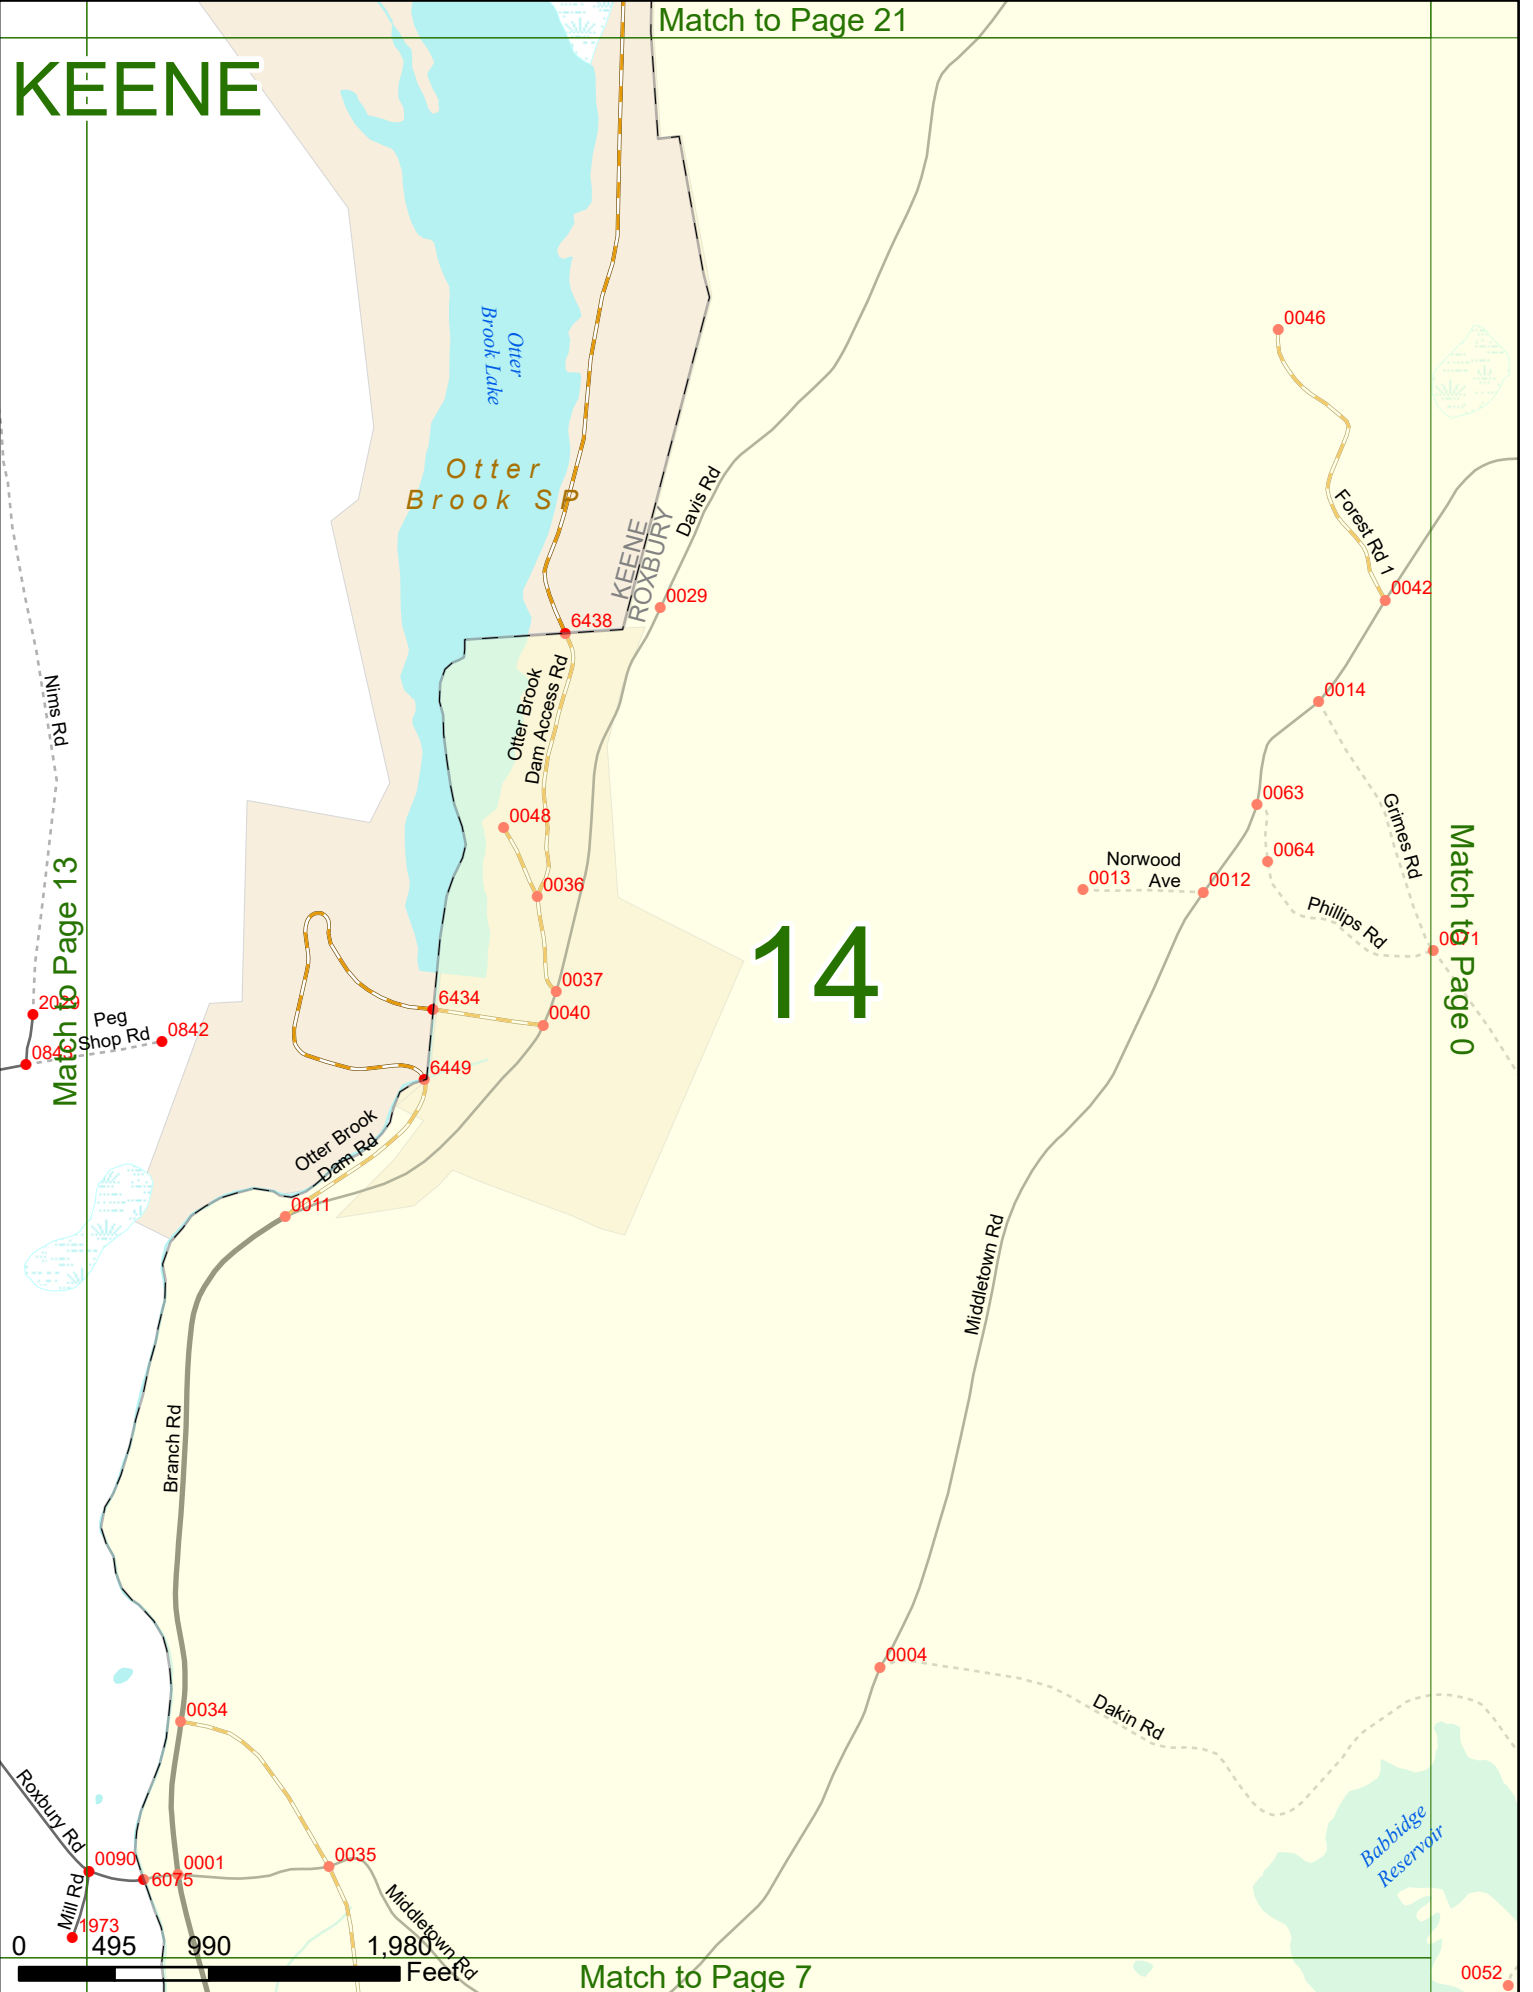 Match to Page 21
KEENE
0046
Otter
Brook Lake
Otter
Brook SP
Davis Rd
Forest Rd 1
KEENE
ROXBURY
0042
0029
6438
Nims Rd
Otter Brook
Dam Access Rd
0014
0063
Grimes Rd
0048
0064
Norwood
Ave
0013
0012
0036
Phillips Rd
Match to Page 13
14
0071
Match to Page 0
0037
2029
6434
0040
Peg
Shop Rd
0842
0843
6449
Otter Brook
Dam Rd
0011
Middletown Rd
Branch Rd
0004
Dakin Rd
0034
Roxbury Rd
Babbidge
Reservoir
0090
0001
0035
6075
Mill Rd
1973
Middletown Rd
0 495 990 1,980
Feet
Match to Page 7
0052